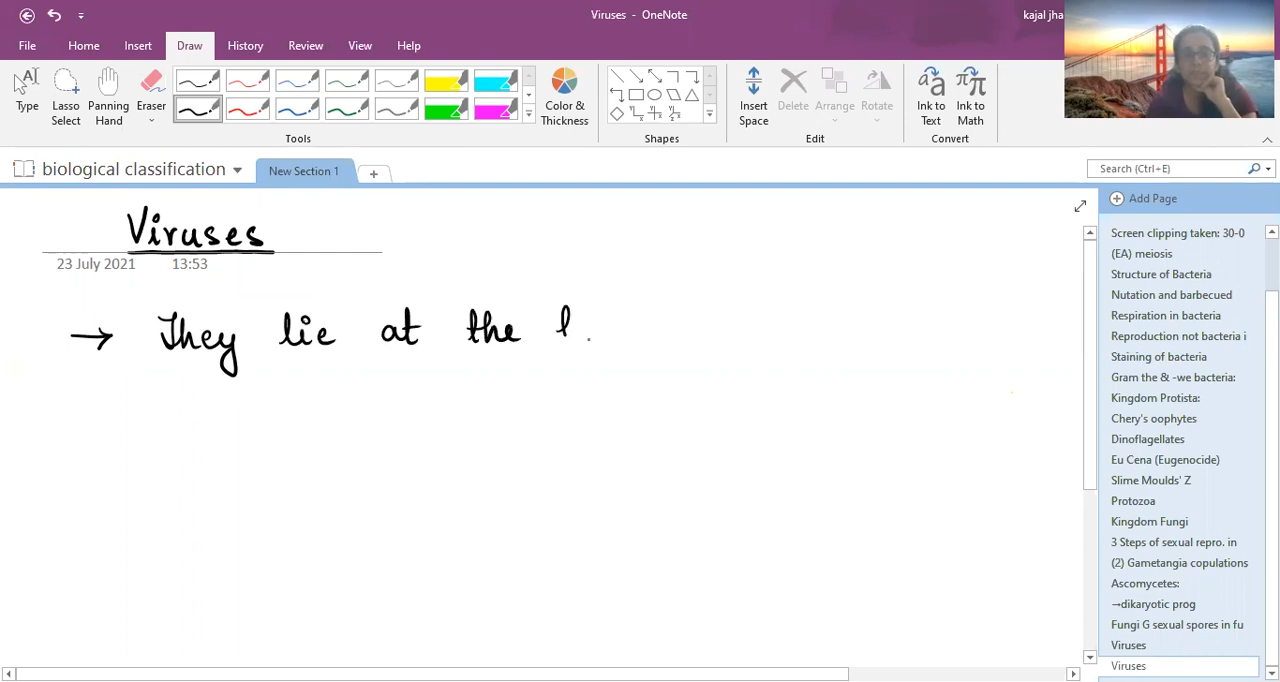 Viruses - OneNote
kajal jha
File Home Insert Draw History Review View Help
Type
Lasso Select
Panning Hand
Eraser
Color & Thickness
Insert Space
Delete
Arrange
Rotate
Ink to Text
Ink to Math
Tools Shapes Edit Convert
biological classification
New Section 1
Search (Ctrl+E)
Viruses
23 July 2021 13:53
→ They lie at the
Add Page
Screen clipping taken: 30-0
(EA) meiosis
Structure of Bacteria
Nutation and barbecued
Respiration in bacteria
Reproduction not bacteria i
Staining of bacteria
Gram the & -we bacteria:
Kingdom Protista:
Chery's oophytes
Dinoflagellates
Eu Cena (Eugenocide)
Slime Moulds' Z
Protozoa
Kingdom Fungi
3 Steps of sexual repro. in
(2) Gametangia copulations
Ascomycetes:
→dikaryotic prog
Fungi G sexual spores in fu
Viruses
Viruses